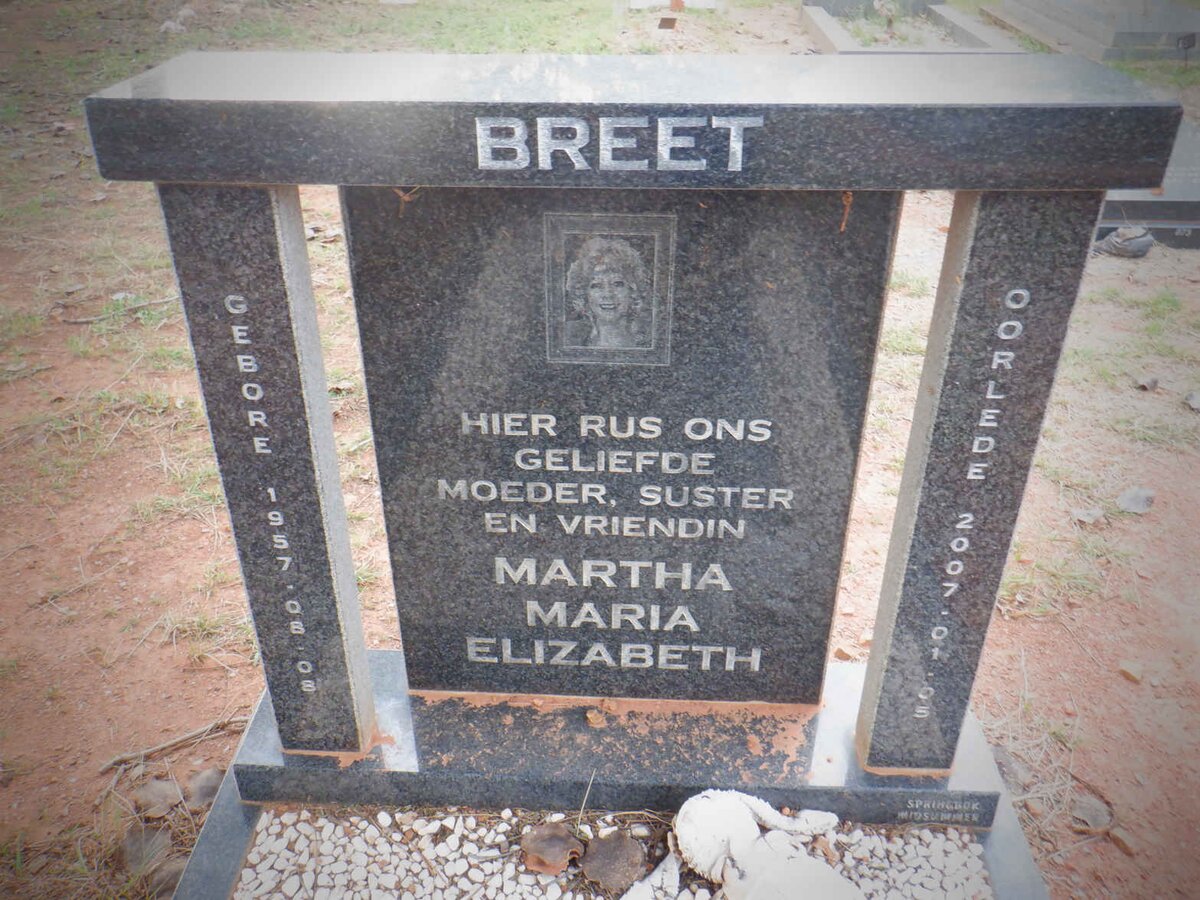 BREET
GEBORE 1957-08-08
HIER RUS ONS
GELIEFDE
MOEDER, SUSTER
EN VRIENDIN
MARTHA
MARIA
ELIZABETH
OORLEDE 2007-01-05
SPRINGBOK
MIDSUMMER